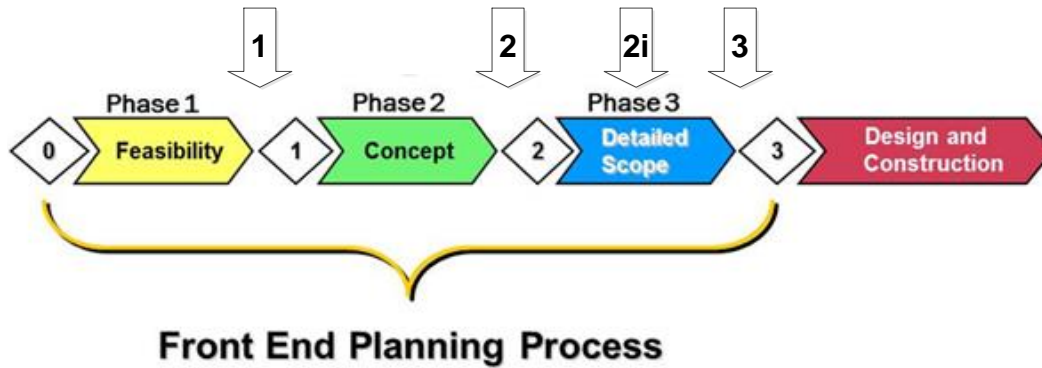 1 2 2i 3
Phase 1 Phase 2 Phase 3
0 Feasibility 1 Concept 2 Detailed Scope 3 Design and Construction
Front End Planning Process